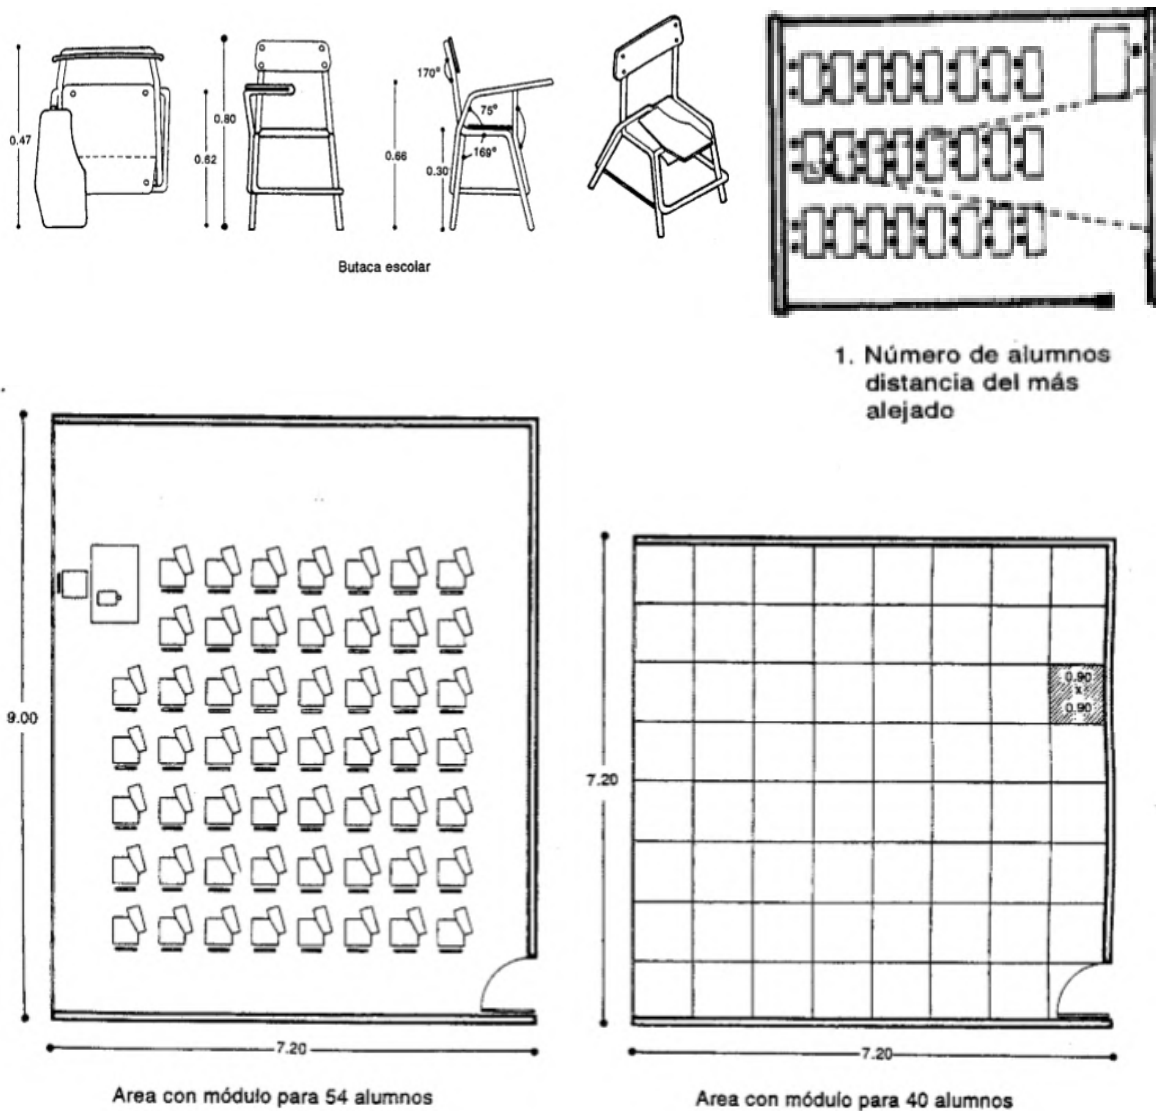 0.47
0.80
0.62
170°
75°
169°
0.66
0.30
Butaca escolar
1. Número de alumnos
distancia del más
alejado
9.00
7.20
Area con módulo para 54 alumnos
0.90
x
0.90
7.20
7.20
Area con módulo para 40 alumnos